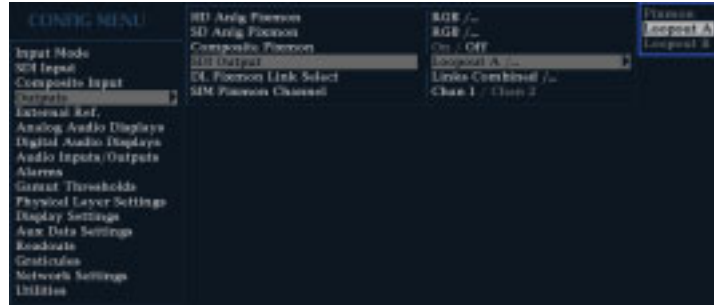 CONFIG MENU
Input Mode
SDI Input
Composite Input
Outputs
External Ref.
Analog Audio Displays
Digital Audio Displays
Audio Inputs/Outputs
Alarms
Gamut Thresholds
Physical Layer Settings
Display Settings
Aux Data Settings
Readouts
Graticules
Network Settings
Utilities
HD Anlg Pixmon RGB /...
SD Anlg Pixmon RGB /...
Composite Pixmon On / Off
SDI Output Loopout A /...
DL Pixmon Link Select Links Combined /...
SIM Pixmon Channel Chan 1 / Chan 2
Pixmon
Loopout A
Loopout B